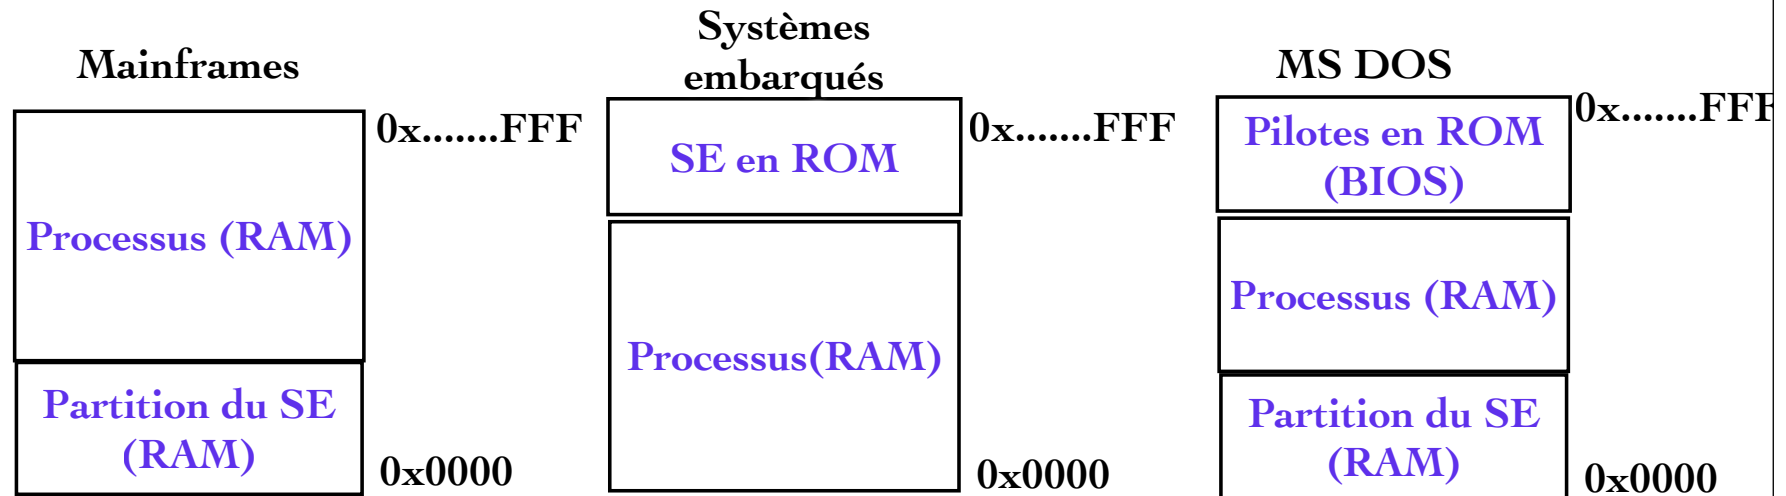 Mainframes
0x.......FFF
Processus (RAM)
Partition du SE
(RAM)
0x0000
Systèmes
embarqués
0x.......FFF
SE en ROM
Processus(RAM)
0x0000
MS DOS
0x.......FFF
Pilotes en ROM
(BIOS)
Processus (RAM)
Partition du SE
(RAM)
0x0000